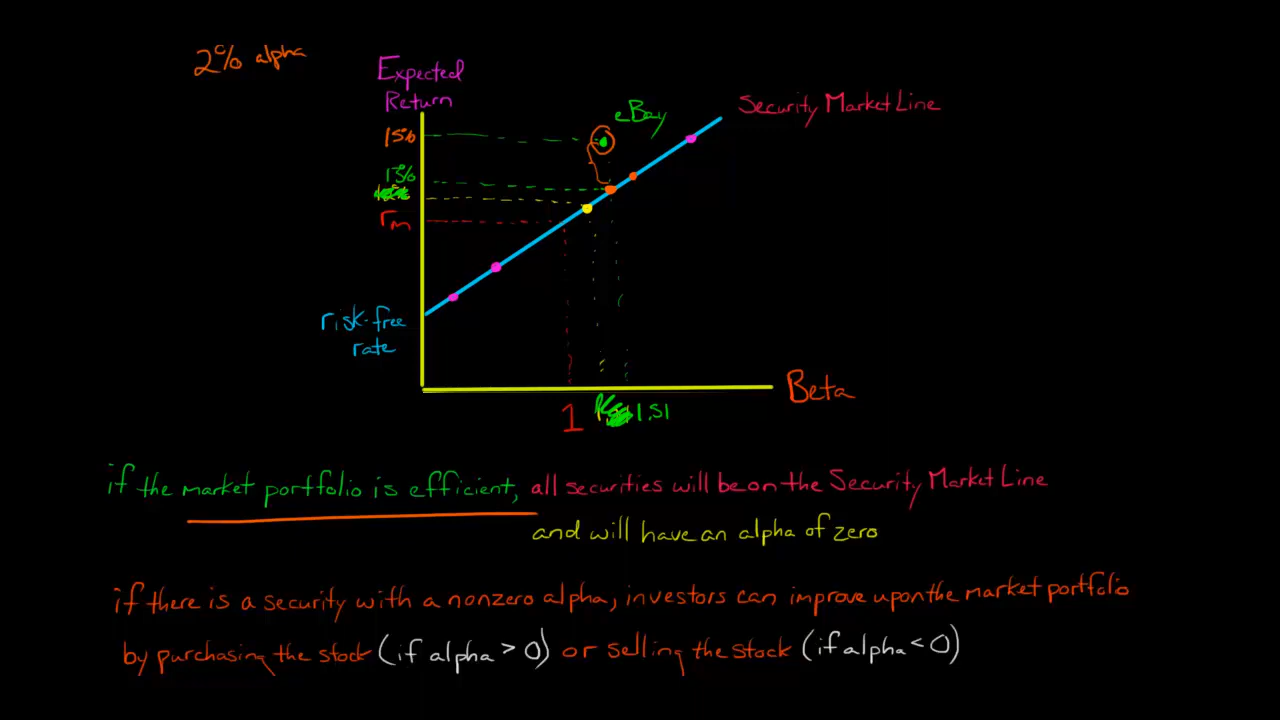 2% alpha
Expected
Return
eBay
Security Market Line
15%
13%
rm
risk-free
rate
Beta
1
1.51
if the market portfolio is efficient, all securities will be on the Security Market Line
and will have an alpha of zero
if there is a security with a nonzero alpha, investors can improve upon the market portfolio
by purchasing the stock (if alpha > 0) or selling the stock (if alpha < 0)